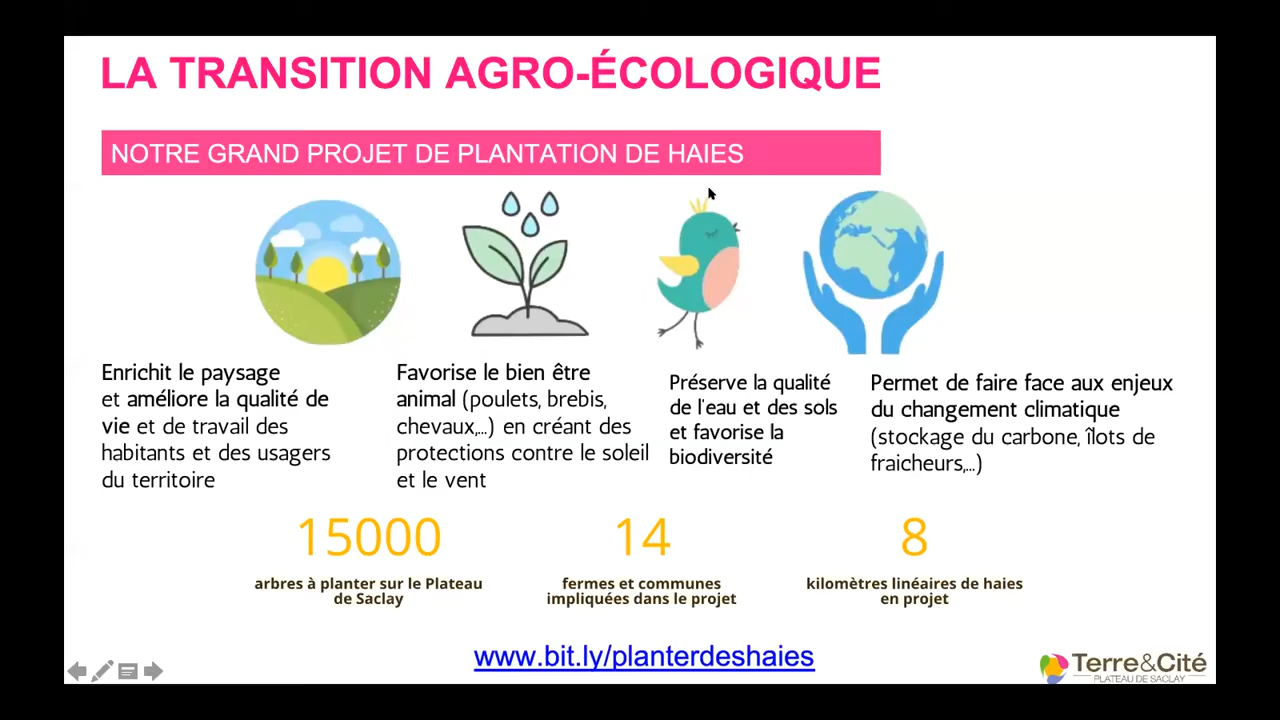 LA TRANSITION AGRO-ÉCOLOGIQUE
NOTRE GRAND PROJET DE PLANTATION DE HAIES
Enrichit le paysage
et améliore la qualité de
vie et de travail des
habitants et des usagers
du territoire
Favorise le bien être
animal (poulets, brebis,
chevaux,...) en créant des
protections contre le soleil
et le vent
Préserve la qualité
de l'eau et des sols
et favorise la
biodiversité
Permet de faire face aux enjeux
du changement climatique
(stockage du carbone, îlots de
fraicheurs,...)
15000
arbres à planter sur le Plateau
de Saclay
14
fermes et communes
impliquées dans le projet
8
kilomètres linéaires de haies
en projet
www.bit.ly/planterdeshaies
Terre&Cité
PLATEAU DE SACLAY